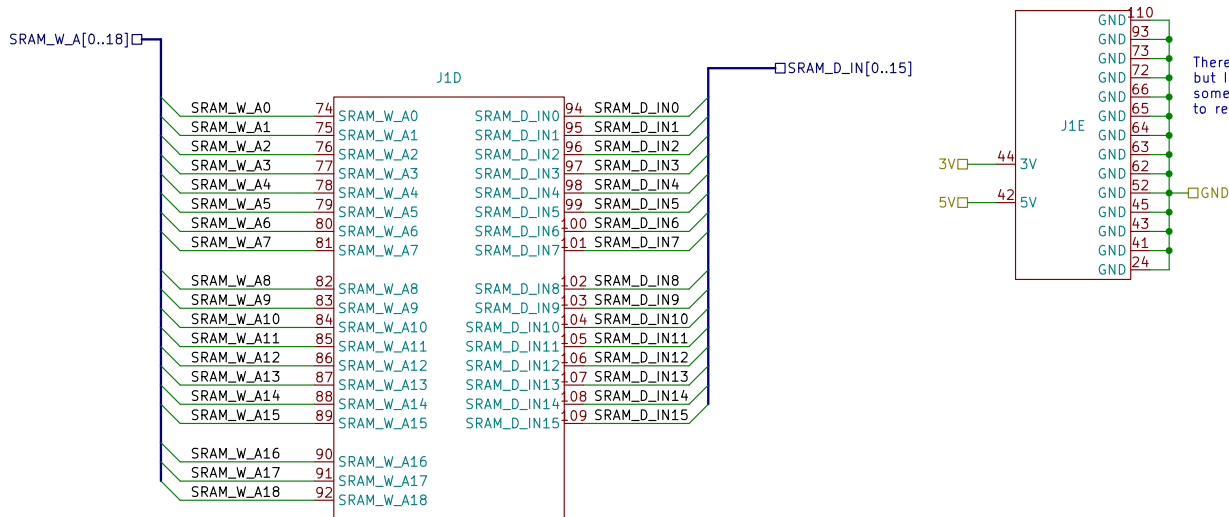 SRAM_W_A[0..18]
J1D
SRAM_D_IN[0..15]
SRAM_W_A0 74 SRAM_W_A0 SRAM_D_IN0 94 SRAM_D_IN0
SRAM_W_A1 75 SRAM_W_A1 SRAM_D_IN1 95 SRAM_D_IN1
SRAM_W_A2 76 SRAM_W_A2 SRAM_D_IN2 96 SRAM_D_IN2
SRAM_W_A3 77 SRAM_W_A3 SRAM_D_IN3 97 SRAM_D_IN3
SRAM_W_A4 78 SRAM_W_A4 SRAM_D_IN4 98 SRAM_D_IN4
SRAM_W_A5 79 SRAM_W_A5 SRAM_D_IN5 99 SRAM_D_IN5
SRAM_W_A6 80 SRAM_W_A6 SRAM_D_IN6 100 SRAM_D_IN6
SRAM_W_A7 81 SRAM_W_A7 SRAM_D_IN7 101 SRAM_D_IN7
SRAM_W_A8 82 SRAM_W_A8 SRAM_D_IN8 102 SRAM_D_IN8
SRAM_W_A9 83 SRAM_W_A9 SRAM_D_IN9 103 SRAM_D_IN9
SRAM_W_A10 84 SRAM_W_A10 SRAM_D_IN10 104 SRAM_D_IN10
SRAM_W_A11 85 SRAM_W_A11 SRAM_D_IN11 105 SRAM_D_IN11
SRAM_W_A12 86 SRAM_W_A12 SRAM_D_IN12 106 SRAM_D_IN12
SRAM_W_A13 87 SRAM_W_A13 SRAM_D_IN13 107 SRAM_D_IN13
SRAM_W_A14 88 SRAM_W_A14 SRAM_D_IN14 108 SRAM_D_IN14
SRAM_W_A15 89 SRAM_W_A15 SRAM_D_IN15 109 SRAM_D_IN15
SRAM_W_A16 90 SRAM_W_A16
SRAM_W_A17 91 SRAM_W_A17
SRAM_W_A18 92 SRAM_W_A18
J1E
3V 44 3V
5V 42 5V
GND 110
GND 93
GND 73
GND 72
GND 66
GND 65
GND 64
GND 63
GND 62
GND 52 GND
GND 45
GND 43
GND 41
GND 24
There
but I
some
to re